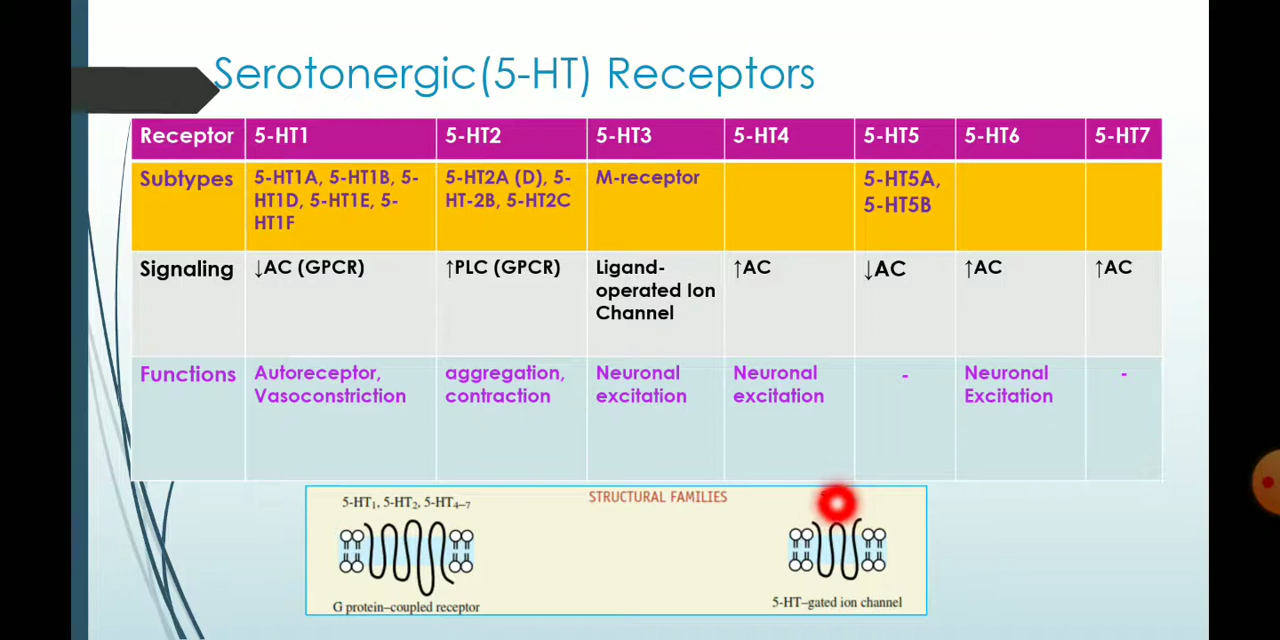 Serotonergic(5-HT) Receptors
Receptor 5-HT1 5-HT2 5-HT3 5-HT4 5-HT5 5-HT6 5-HT7
Subtypes 5-HT1A, 5-HT1B, 5- 5-HT2A (D), 5- M-receptor 5-HT5A,
HT1D, 5-HT1E, 5- HT-2B, 5-HT2C 5-HT5B
HT1F
Signaling ↓AC (GPCR) ↑PLC (GPCR) Ligand- ↑AC ↓AC ↑AC ↑AC
operated Ion
Channel
Functions Autoreceptor, aggregation, Neuronal Neuronal - Neuronal -
Vasoconstriction contraction excitation excitation Excitation
5-HT₁, 5-HT₂, 5-HT₄₋₇ STRUCTURAL FAMILIES
G protein–coupled receptor 5-HT–gated ion channel